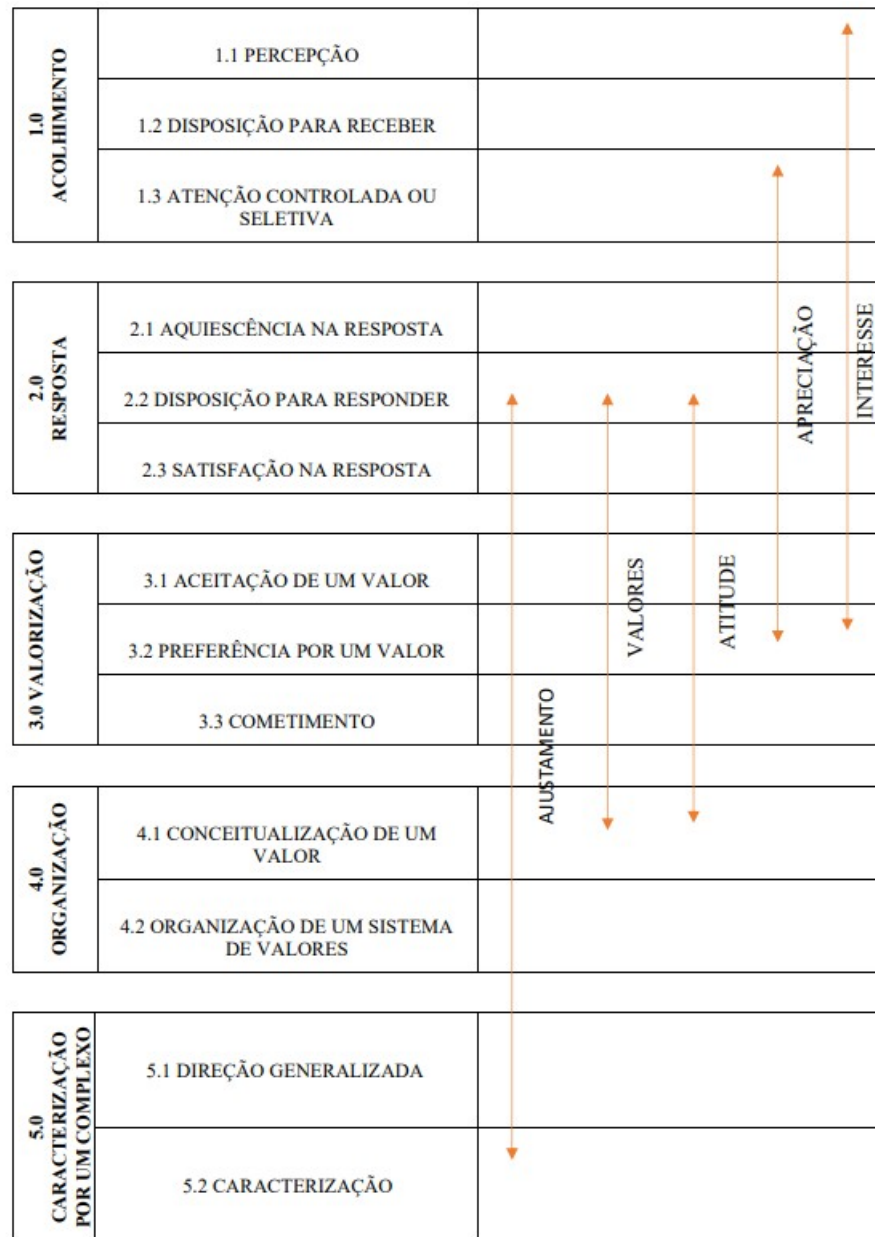 1.0
ACOLHIMENTO
1.1 PERCEPÇÃO
1.2 DISPOSIÇÃO PARA RECEBER
1.3 ATENÇÃO CONTROLADA OU
SELETIVA
2.0
RESPOSTA
2.1 AQUIESCÊNCIA NA RESPOSTA
2.2 DISPOSIÇÃO PARA RESPONDER
2.3 SATISFAÇÃO NA RESPOSTA
3.0 VALORIZAÇÃO
3.1 ACEITAÇÃO DE UM VALOR
3.2 PREFERÊNCIA POR UM VALOR
3.3 COMETIMENTO
4.0
ORGANIZAÇÃO
4.1 CONCEITUALIZAÇÃO DE UM
VALOR
4.2 ORGANIZAÇÃO DE UM SISTEMA
DE VALORES
5.0
CARACTERIZAÇÃO
POR UM COMPLEXO
5.1 DIREÇÃO GENERALIZADA
5.2 CARACTERIZAÇÃO
AJUSTAMENTO
VALORES
ATITUDE
APRECIAÇÃO
INTERESSE